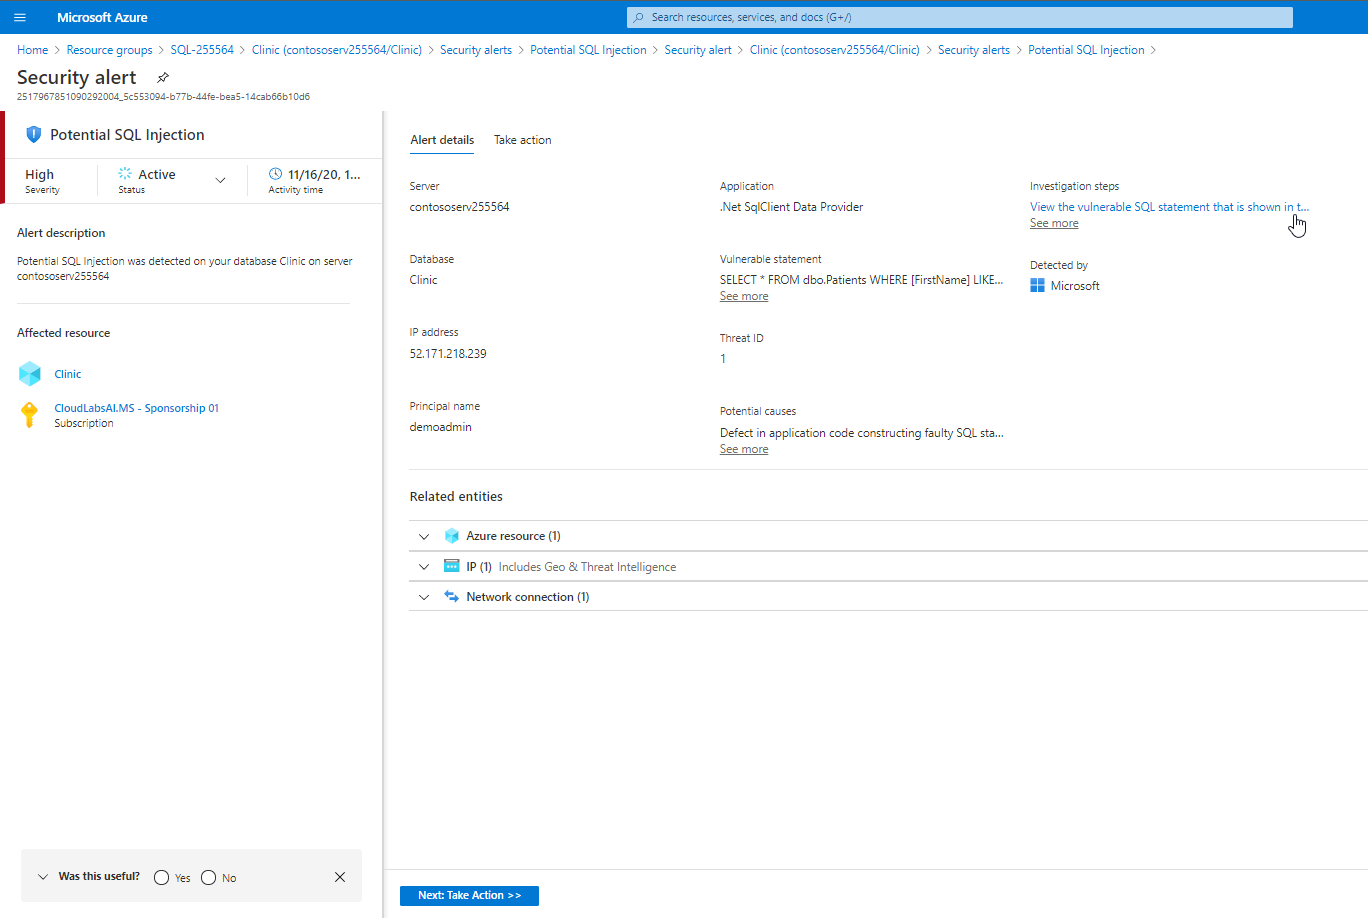 Microsoft Azure
Search resources, services, and docs (G+/)
Home > Resource groups > SQL-255564 > Clinic (contososerv255564/Clinic) > Security alerts > Potential SQL Injection > Security alert > Clinic (contososerv255564/Clinic) > Security alerts > Potential SQL Injection >
Security alert
2517967851090292004_5c553094-b77b-44fe-bea5-14cab66b10d6
Potential SQL Injection
High
Severity
Active
Status
11/16/20, 1...
Activity time
Alert description
Potential SQL Injection was detected on your database Clinic on server
contososerv255564
Affected resource
Clinic
CloudLabsAI.MS - Sponsorship 01
Subscription
Was this useful? Yes No
Alert details Take action
Server
contososerv255564
Database
Clinic
IP address
52.171.218.239
Principal name
demoadmin
Application
.Net SqlClient Data Provider
Vulnerable statement
SELECT * FROM dbo.Patients WHERE [FirstName] LIKE...
See more
Threat ID
1
Potential causes
Defect in application code constructing faulty SQL sta...
See more
Investigation steps
View the vulnerable SQL statement that is shown in t...
See more
Detected by
Microsoft
Related entities
Azure resource (1)
IP (1) Includes Geo & Threat Intelligence
Network connection (1)
Next: Take Action >>